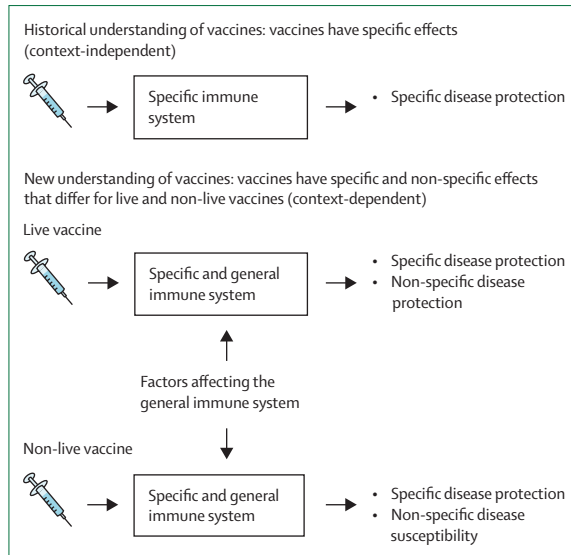 Historical understanding of vaccines: vaccines have specific effects
(context-independent)
Specific immune
system
• Specific disease protection
New understanding of vaccines: vaccines have specific and non-specific effects
that differ for live and non-live vaccines (context-dependent)
Live vaccine
Specific and general
immune system
• Specific disease protection
• Non-specific disease
protection
Factors affecting the
general immune system
Non-live vaccine
Specific and general
immune system
• Specific disease protection
• Non-specific disease
susceptibility